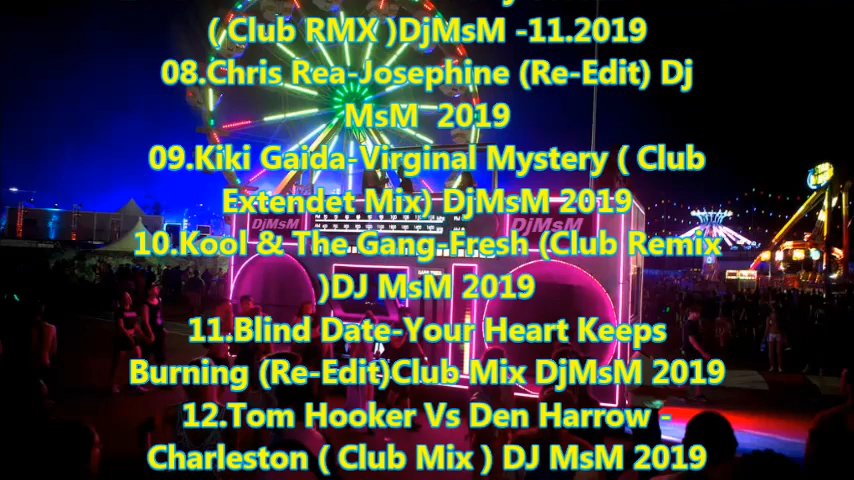 ( Club RMX )DjMsM -11.2019
08.Chris Rea-Josephine (Re-Edit) Dj
MsM 2019
09.Kiki Gaida-Virginal Mystery ( Club
Extendet Mix) DjMsM 2019
DjMsM
DjMsM
10.Kool & The Gang-Fresh (Club Remix
)DJ MsM 2019
11.Blind Date-Your Heart Keeps
Burning (Re-Edit)Club Mix DjMsM 2019
12.Tom Hooker Vs Den Harrow -
Charleston ( Club Mix ) DJ MsM 2019